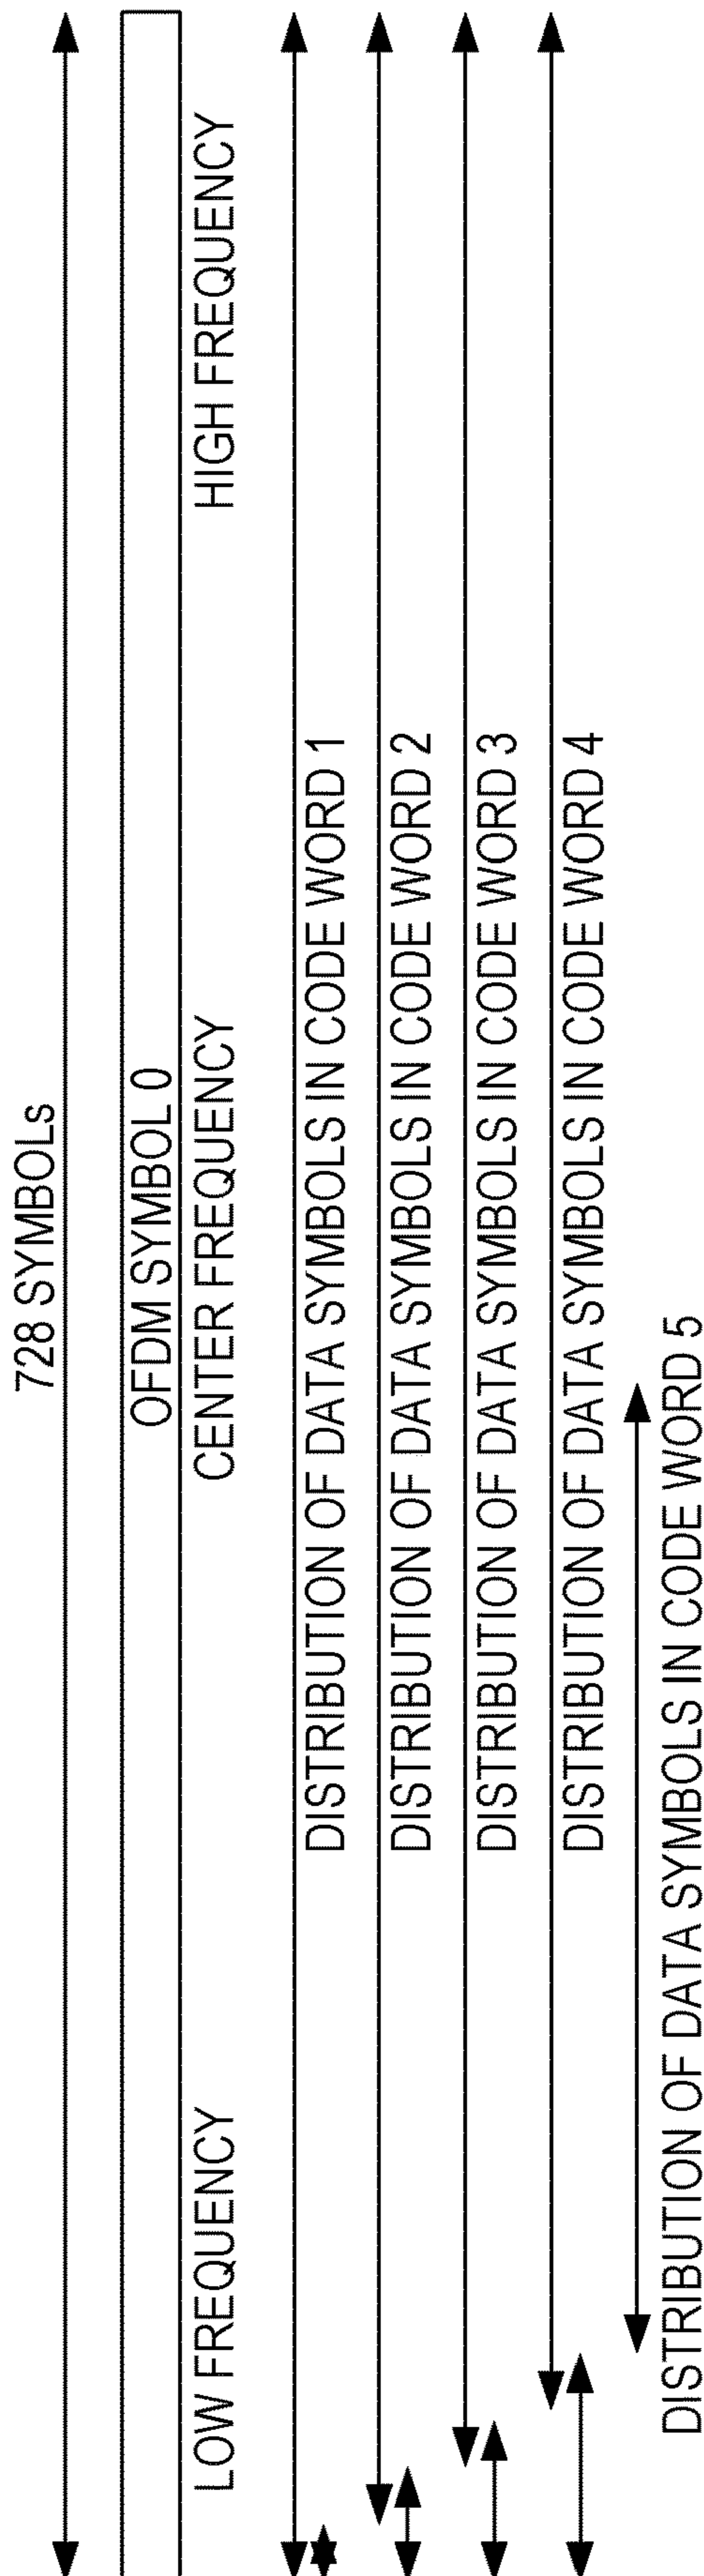 728 SYMBOLs
OFDM SYMBOL 0
LOW FREQUENCY
CENTER FREQUENCY
HIGH FREQUENCY
DISTRIBUTION OF DATA SYMBOLS IN CODE WORD 1
DISTRIBUTION OF DATA SYMBOLS IN CODE WORD 2
DISTRIBUTION OF DATA SYMBOLS IN CODE WORD 3
DISTRIBUTION OF DATA SYMBOLS IN CODE WORD 4
DISTRIBUTION OF DATA SYMBOLS IN CODE WORD 5